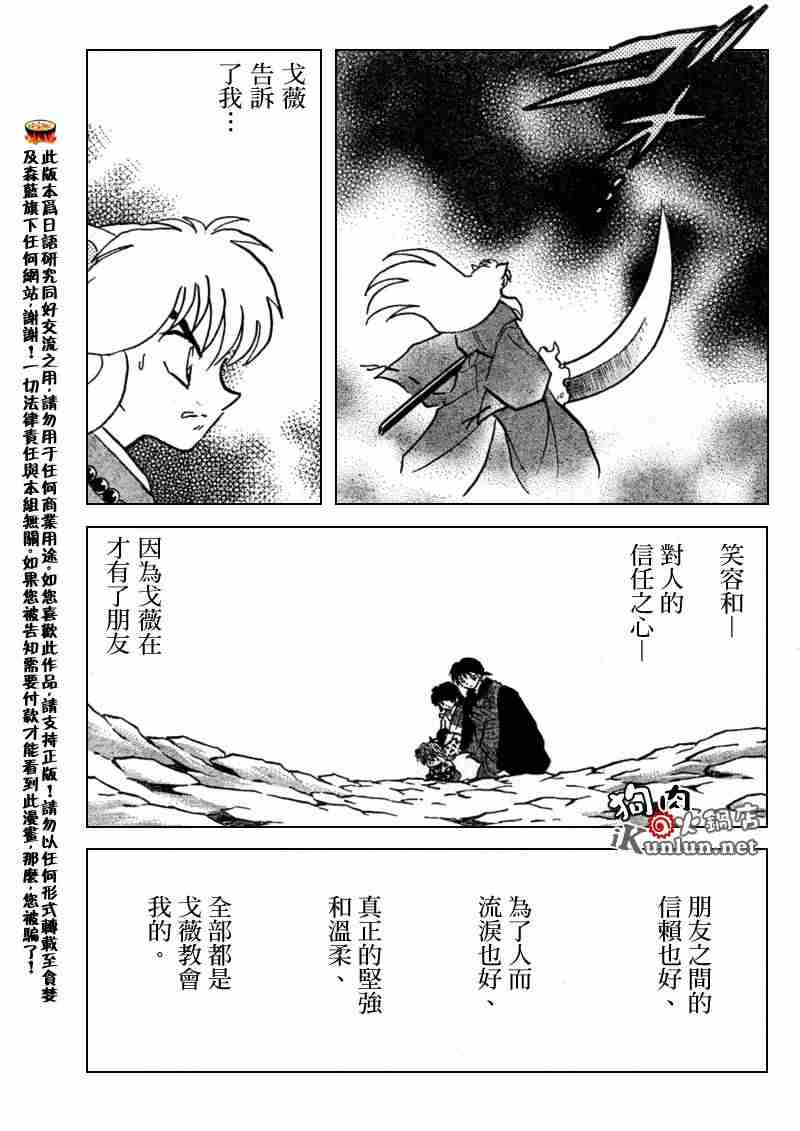 戈薇
告訴
了我…
笑容和—
對人的
信任之心—
因為戈薇在
才有了朋友
朋友之間的
信賴也好、
為了人而
流淚也好、
真正的堅強
和溫柔、
全部都是
戈薇教會
我的。
狗肉
火鍋店
iKunlun.net
此版本爲日語研究同好交流之用,請勿用于任何商業用途。如您喜歡此作品,請支持正版!請勿以任何形式轉載至貪婪
及森藍旗下任何網站,謝謝!一切法律責任與本組無關。如果您被告知需要付款才能看到此漫畫,那麼,您被騙了!